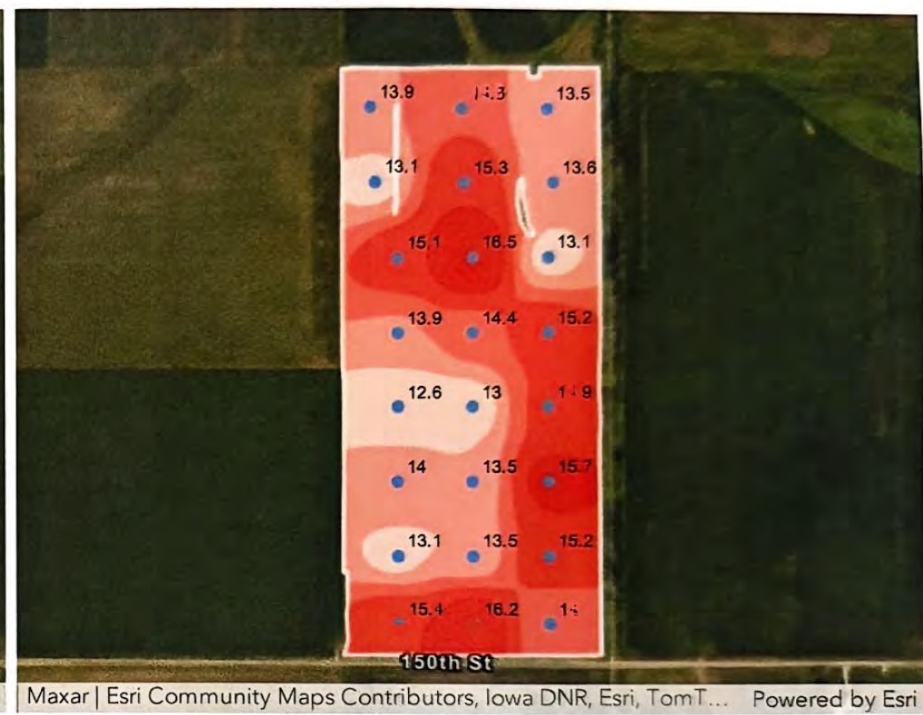 13.9 13.5
13.1 15.3 13.6
15.1 16.5 13.1
13.9 14.4 15.2
12.6 13
14 13.5 15.7
13.1 13.5 15.2
15.4 16.2
150th St
Maxar | Esri Community Maps Contributors, Iowa DNR, Esri, TomT... Powered by Esri